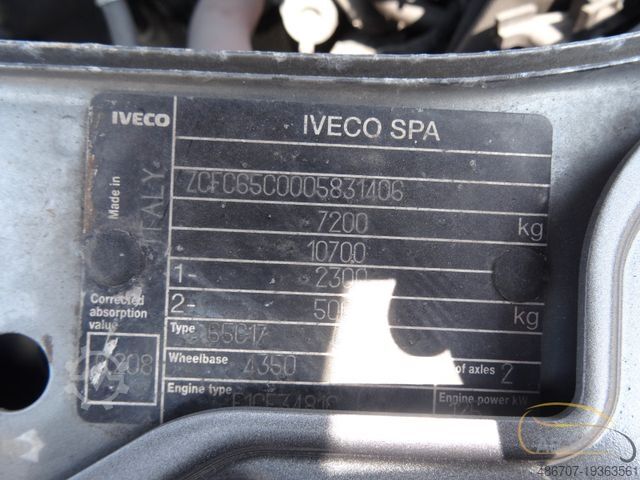 IVECO
IVECO SPA
Made in
ITALY
ZCFC65C0005831406
7200 kg
10700
1- 2300
2- kg
Corrected
absorption
value
Type
65C17
Wheelbase 4350
of axles 2
Engine type
Engine power kW
486707-19363561